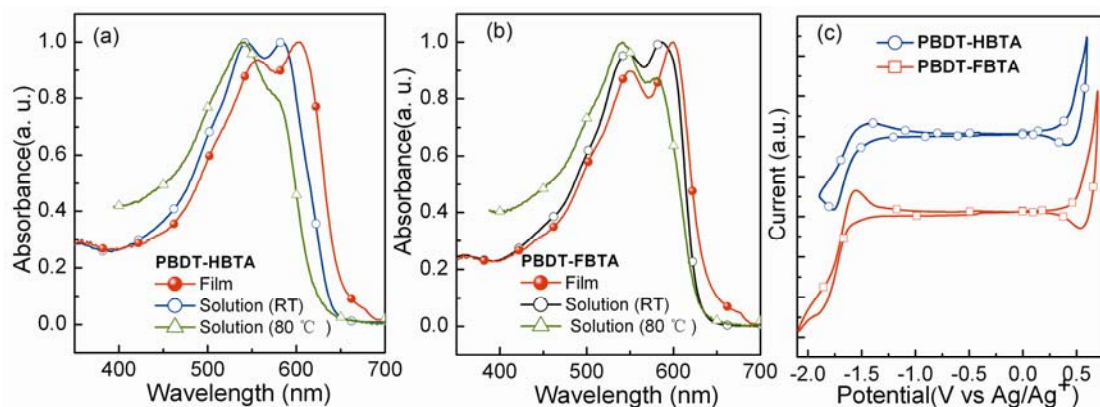 (a)
Absorbance(a. u.)
1.0
0.8
0.6
0.4
0.2
0.0
PBDT-HBTA
Film
Solution (RT)
Solution (80 ℃)
400 500 600 700
Wavelength (nm)
(b)
Absorbance(a. u.)
1.0
0.8
0.6
0.4
0.2
0.0
PBDT-FBTA
Film
Solution (RT)
Solution (80 ℃)
400 500 600 700
Wavelength (nm)
(c)
PBDT-HBTA
PBDT-FBTA
Current (a.u.)
-2.0 -1.5 -1.0 -0.5 0.0 0.5
Potential(V vs Ag/Ag+)